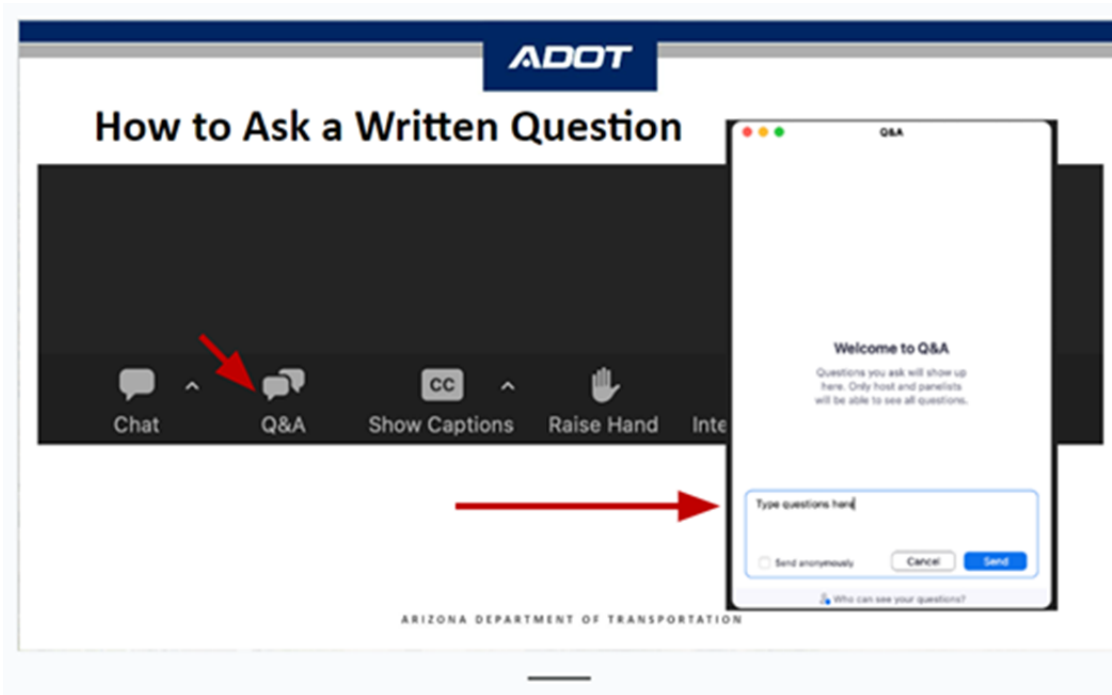 ADOT
How to Ask a Written Question
Q&A
Chat
Q&A
Show Captions
CC
Raise Hand
Inte
Welcome to Q&A
Questions you ask will show up
here. Only host and panelists
will be able to see all questions.
Type questions here
Send anonymously
Cancel
Send
Who can see your questions?
ARIZONA DEPARTMENT OF TRANSPORTATION